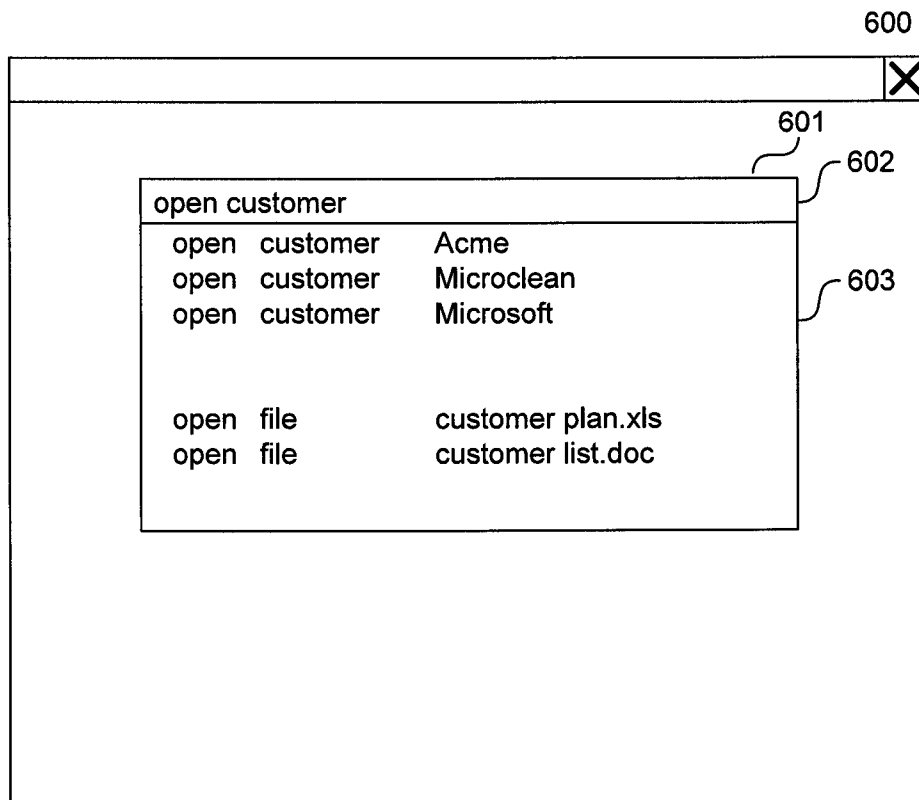 600
X
601
602
open customer
open customer Acme
open customer Microclean
603
open customer Microsoft
open file customer plan.xls
open file customer list.doc